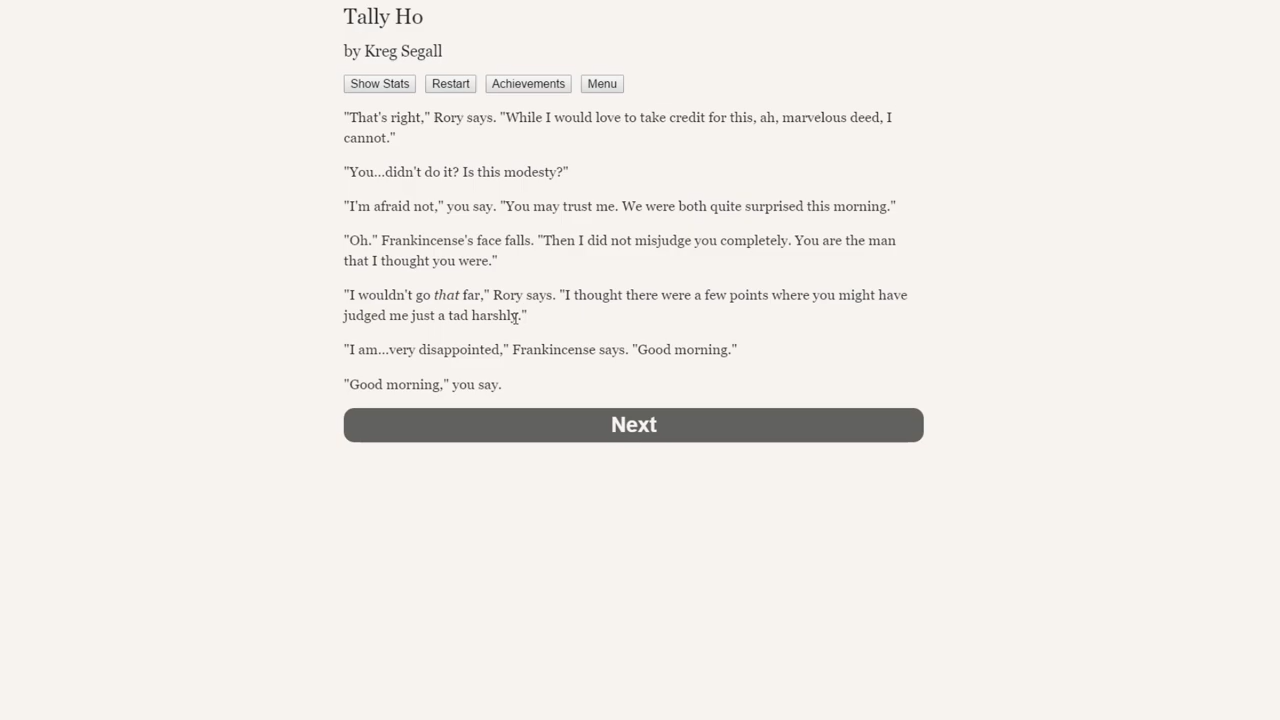 Tally Ho
by Kreg Segall
Show Stats Restart Achievements Menu
"That's right," Rory says. "While I would love to take credit for this, ah, marvelous deed, I
cannot."
"You…didn't do it? Is this modesty?"
"I'm afraid not," you say. "You may trust me. We were both quite surprised this morning."
"Oh." Frankincense's face falls. "Then I did not misjudge you completely. You are the man
that I thought you were."
"I wouldn't go that far," Rory says. "I thought there were a few points where you might have
judged me just a tad harshly."
"I am…very disappointed," Frankincense says. "Good morning."
"Good morning," you say.
Next